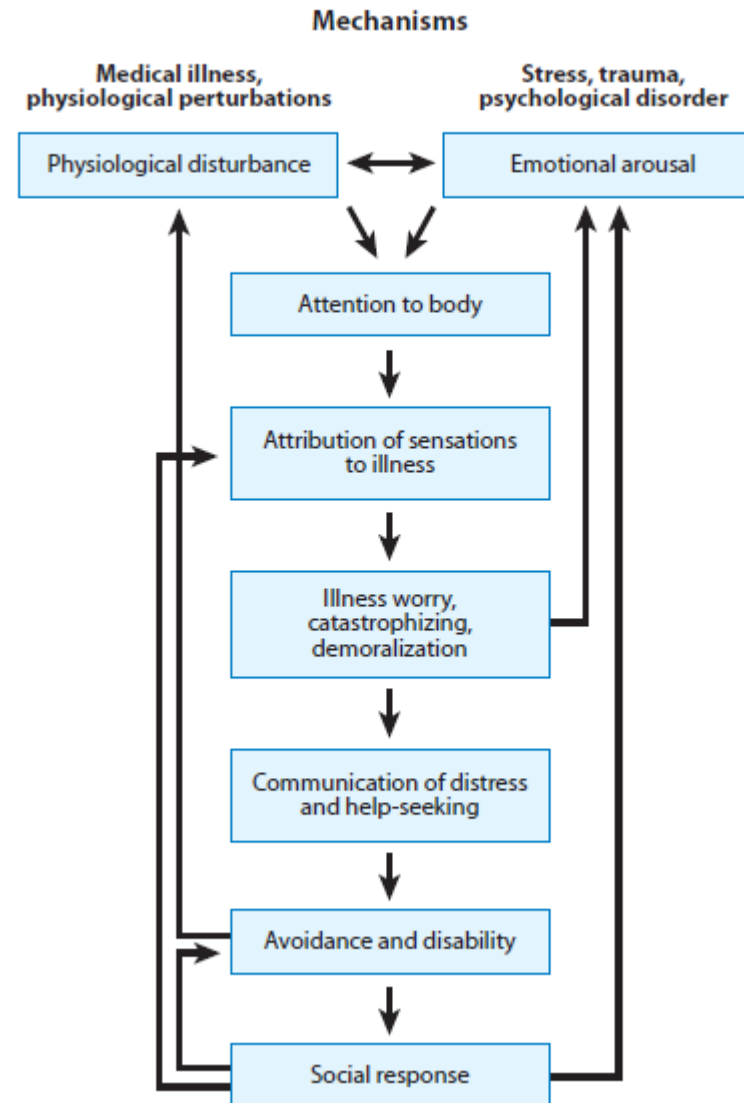 Mechanisms
Medical illness,
physiological perturbations
Stress, trauma,
psychological disorder
Physiological disturbance
Emotional arousal
Attention to body
Attribution of sensations
to illness
Illness worry,
catastrophizing,
demoralization
Communication of distress
and help-seeking
Avoidance and disability
Social response